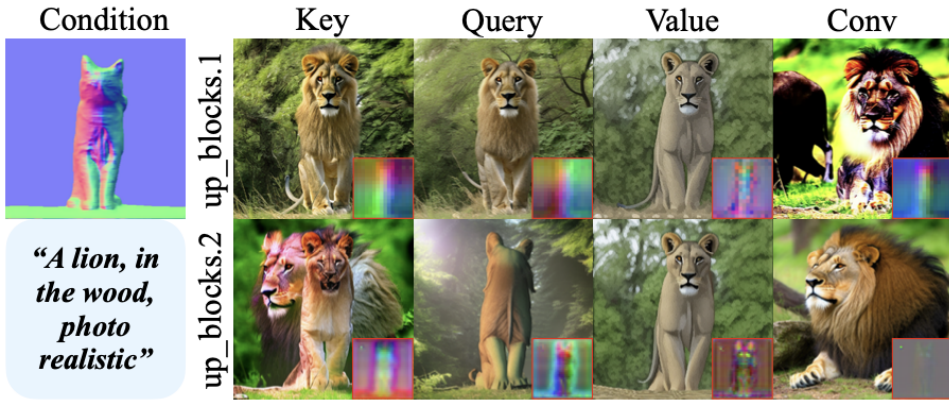 Condition
Key
Query
Value
Conv
up_blocks.1
up_blocks.2
“A lion, in
the wood,
photo
realistic”